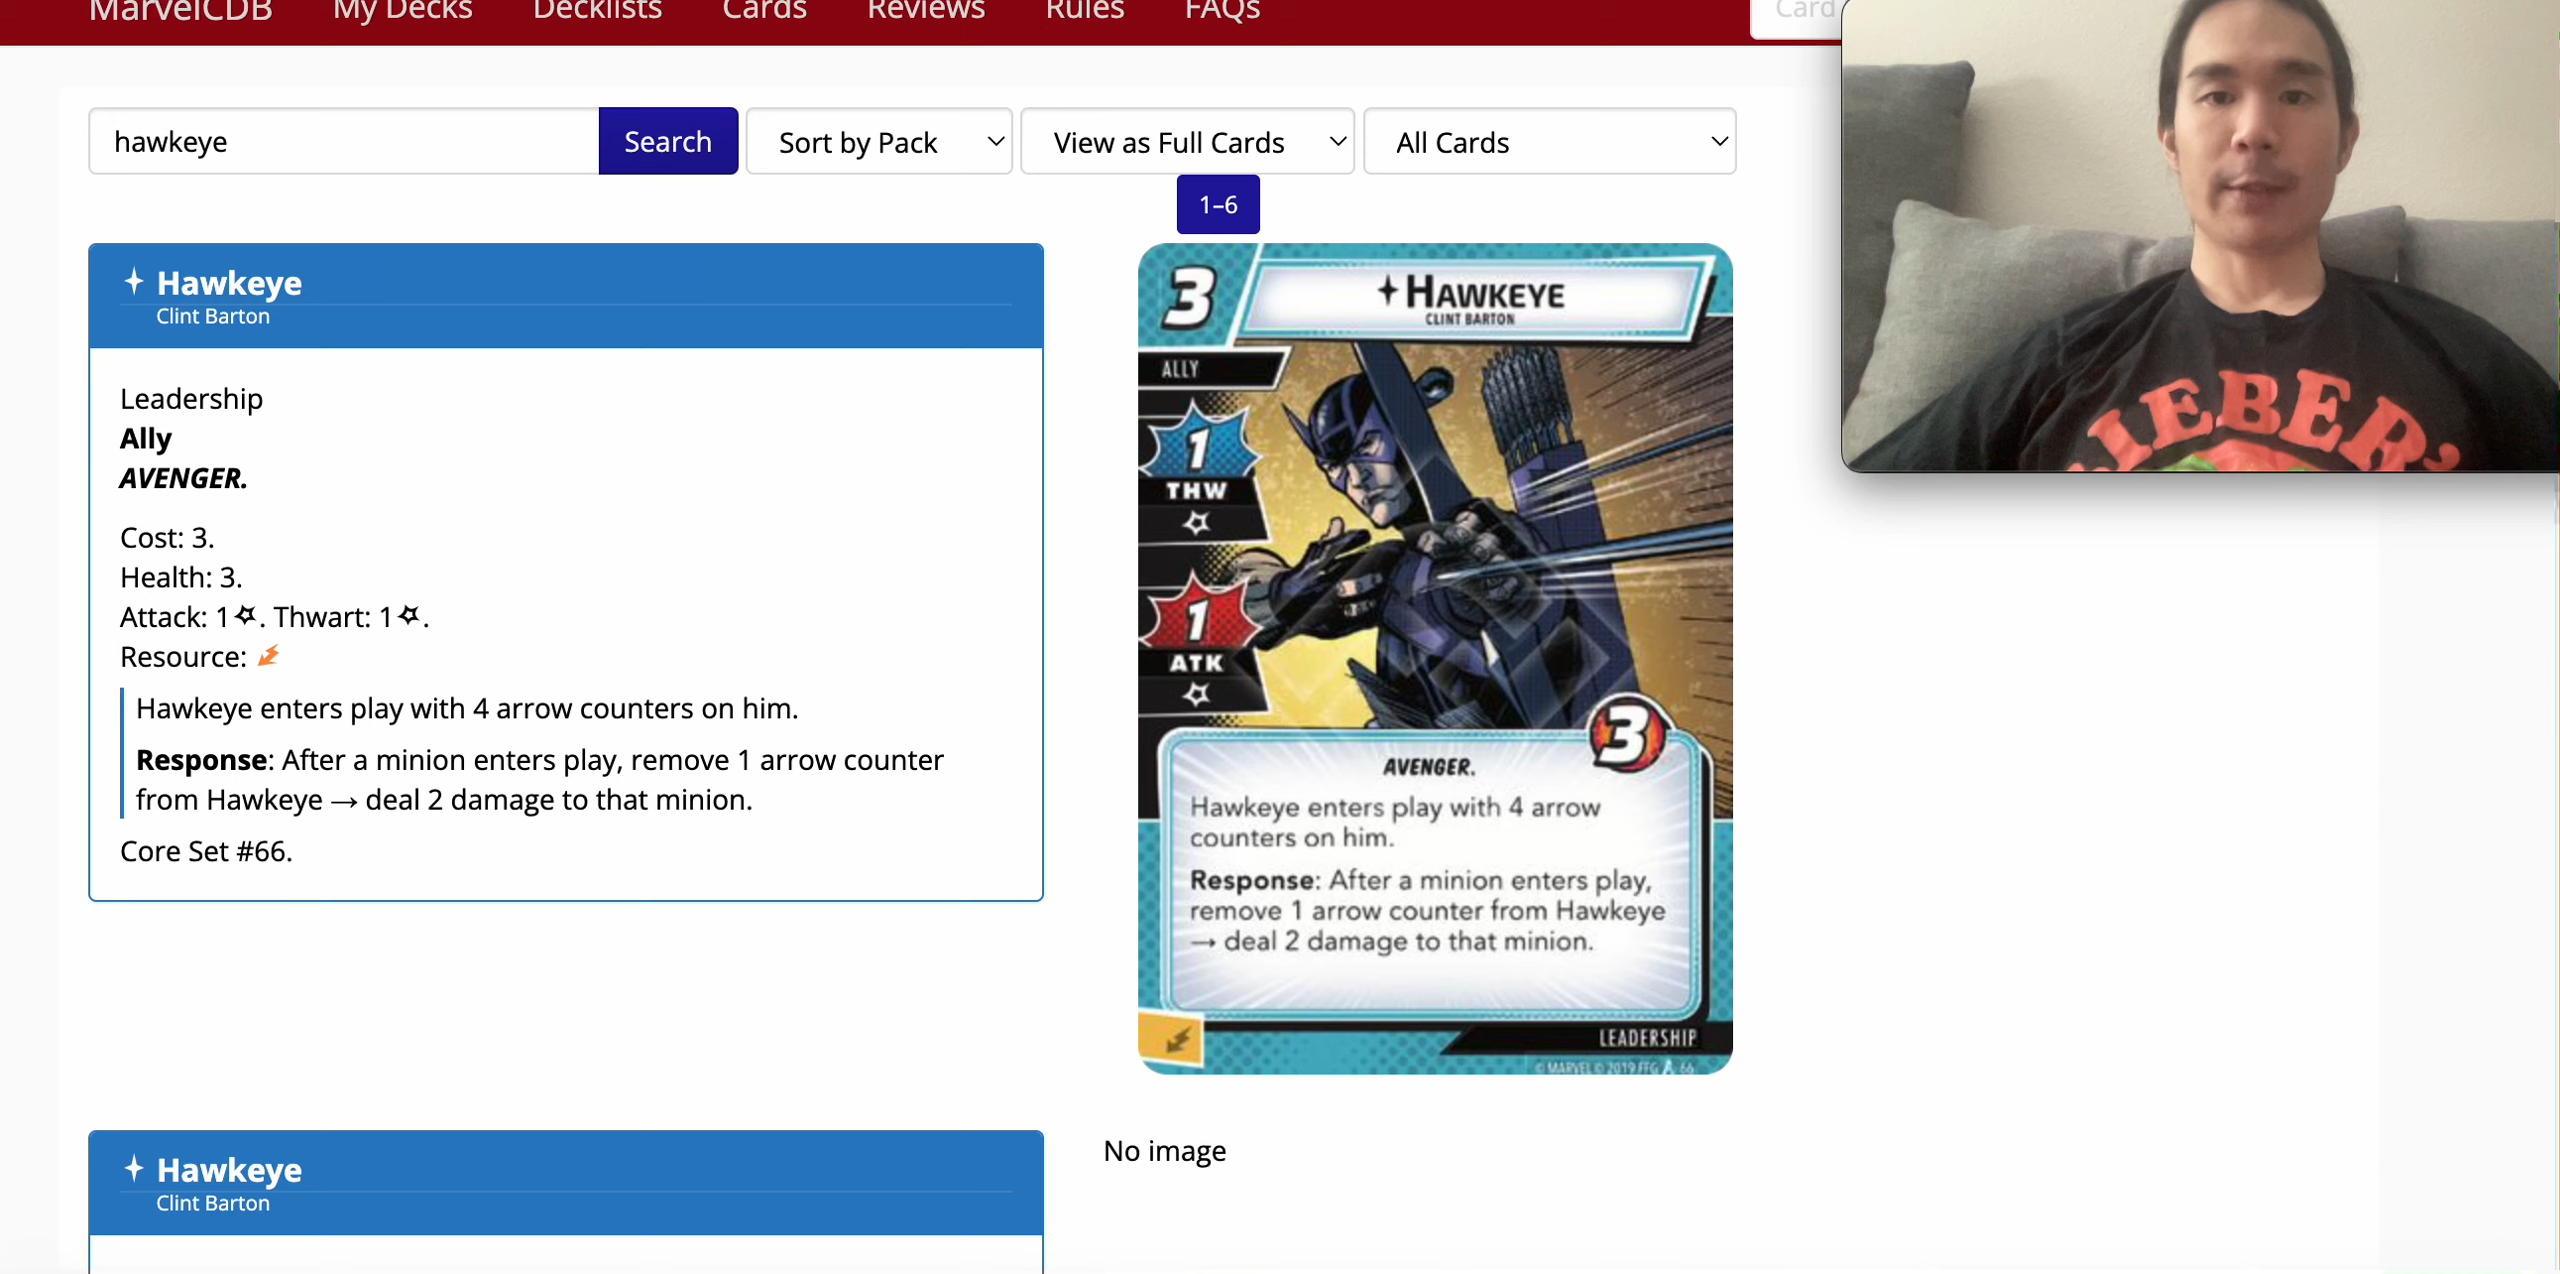 MarvelCDB My Decks Decklists Cards Reviews Rules FAQs Card
hawkeye Search Sort by Pack View as Full Cards All Cards
1–6
Hawkeye
Clint Barton
Leadership
Ally
AVENGER.
Cost: 3.
Health: 3.
Attack: 1. Thwart: 1.
Resource:
Hawkeye enters play with 4 arrow counters on him.
Response: After a minion enters play, remove 1 arrow counter
from Hawkeye → deal 2 damage to that minion.
Core Set #66.
3
HAWKEYE
CLINT BARTON
ALLY
1
THW
1
ATK
3
AVENGER.
Hawkeye enters play with 4 arrow
counters on him.
Response: After a minion enters play,
remove 1 arrow counter from Hawkeye
→ deal 2 damage to that minion.
LEADERSHIP
© MARVEL © 2019 FFG 66
Hawkeye
Clint Barton
No image